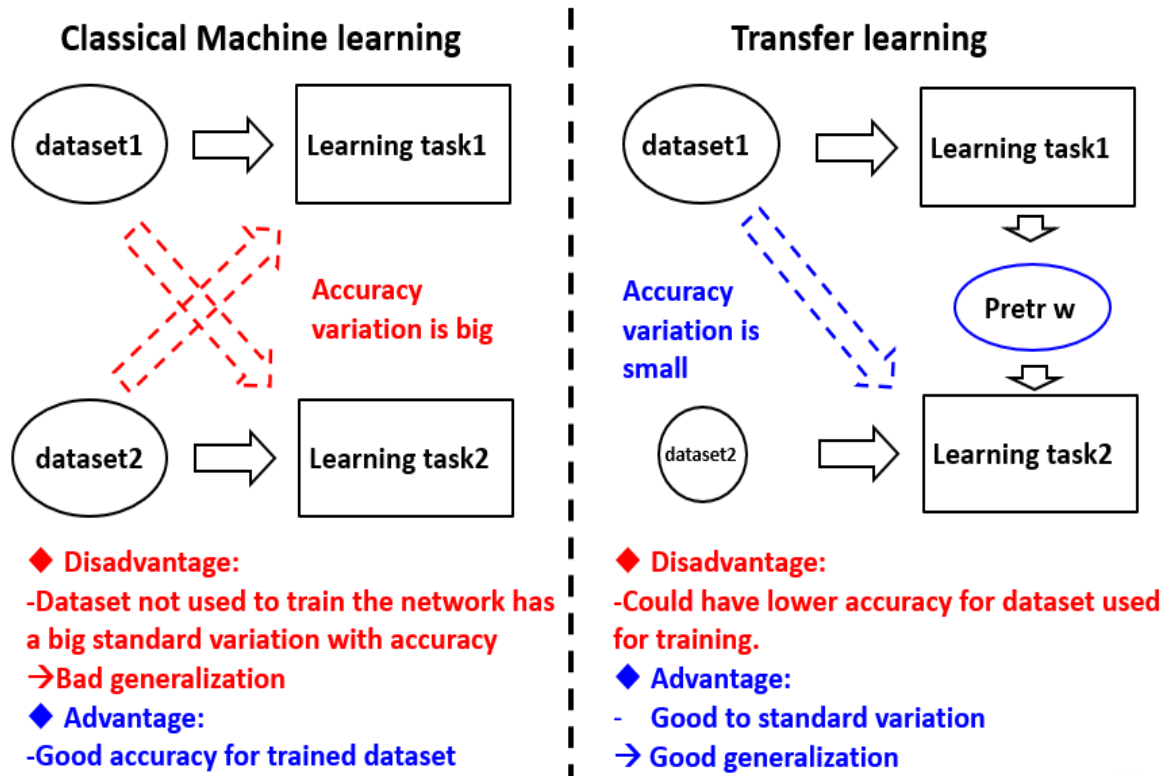 Classical Machine learning
dataset1
Learning task1
Accuracy
variation is big
dataset2
Learning task2
◆ Disadvantage:
-Dataset not used to train the network has
a big standard variation with accuracy
→Bad generalization
◆ Advantage:
-Good accuracy for trained dataset
Transfer learning
dataset1
Learning task1
Accuracy
variation is
small
Pretr w
dataset2
Learning task2
◆ Disadvantage:
-Could have lower accuracy for dataset used
for training.
◆ Advantage:
- Good to standard variation
→ Good generalization